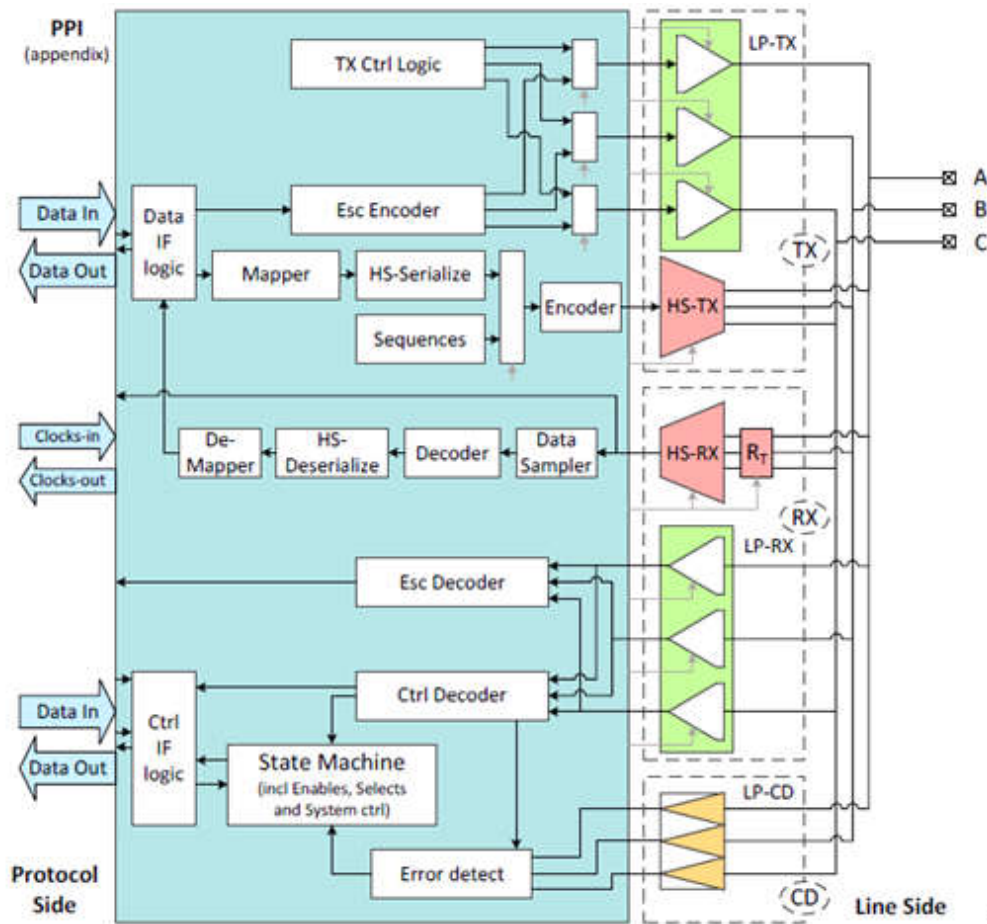 PPI
(appendix)
TX Ctrl Logic
LP-TX
A
B
C
Data In
Data Out
Data
IF
logic
Esc Encoder
TX
Mapper
HS-Serialize
Sequences
Encoder
HS-TX
Clocks-in
Clocks-out
De-
Mapper
HS-
Deserialize
Decoder
Data
Sampler
HS-RX
RT
RX
LP-RX
Esc Decoder
Data In
Data Out
Ctrl
IF
logic
Ctrl Decoder
State Machine
(incl Enables, Selects
and System ctrl)
LP-CD
Error detect
CD
Protocol
Side
Line Side